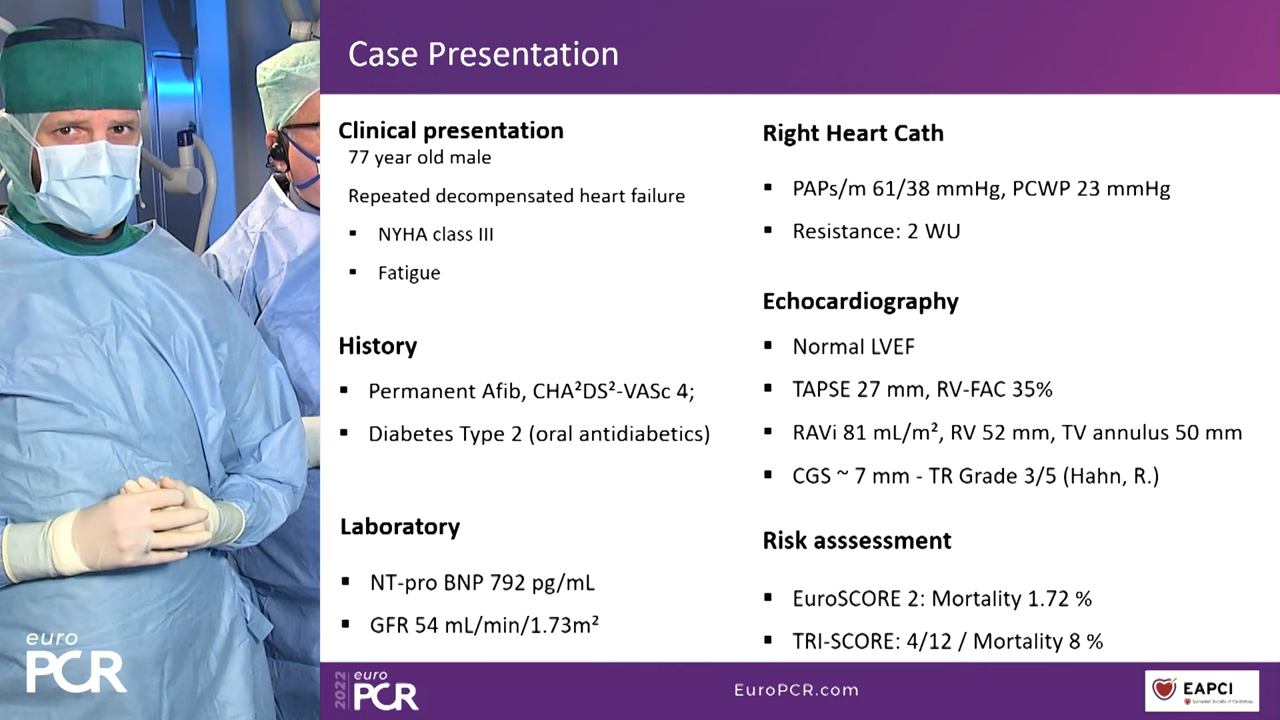 Case Presentation
Clinical presentation
77 year old male
Repeated decompensated heart failure
▪ NYHA class III
▪ Fatigue
History
▪ Permanent Afib, CHA²DS²-VASc 4;
▪ Diabetes Type 2 (oral antidiabetics)
Laboratory
▪ NT-pro BNP 792 pg/mL
▪ GFR 54 mL/min/1.73m²
Right Heart Cath
▪ PAPs/m 61/38 mmHg, PCWP 23 mmHg
▪ Resistance: 2 WU
Echocardiography
▪ Normal LVEF
▪ TAPSE 27 mm, RV-FAC 35%
▪ RAVi 81 mL/m², RV 52 mm, TV annulus 50 mm
▪ CGS ~ 7 mm - TR Grade 3/5 (Hahn, R.)
Risk asssessment
▪ EuroSCORE 2: Mortality 1.72 %
▪ TRI-SCORE: 4/12 / Mortality 8 %
euro
PCR
2022
euro
PCR
EuroPCR.com
EAPCI
European Society of Cardiology